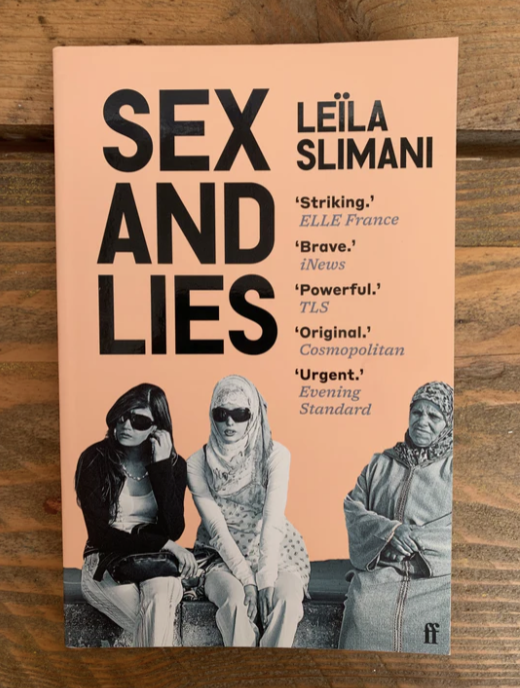 SEX
AND
LIES
LEÏLA
SLIMANI
‘Striking.’
ELLE France
‘Brave.’
iNews
‘Powerful.’
TLS
‘Original.’
Cosmopolitan
‘Urgent.’
Evening
Standard
ff